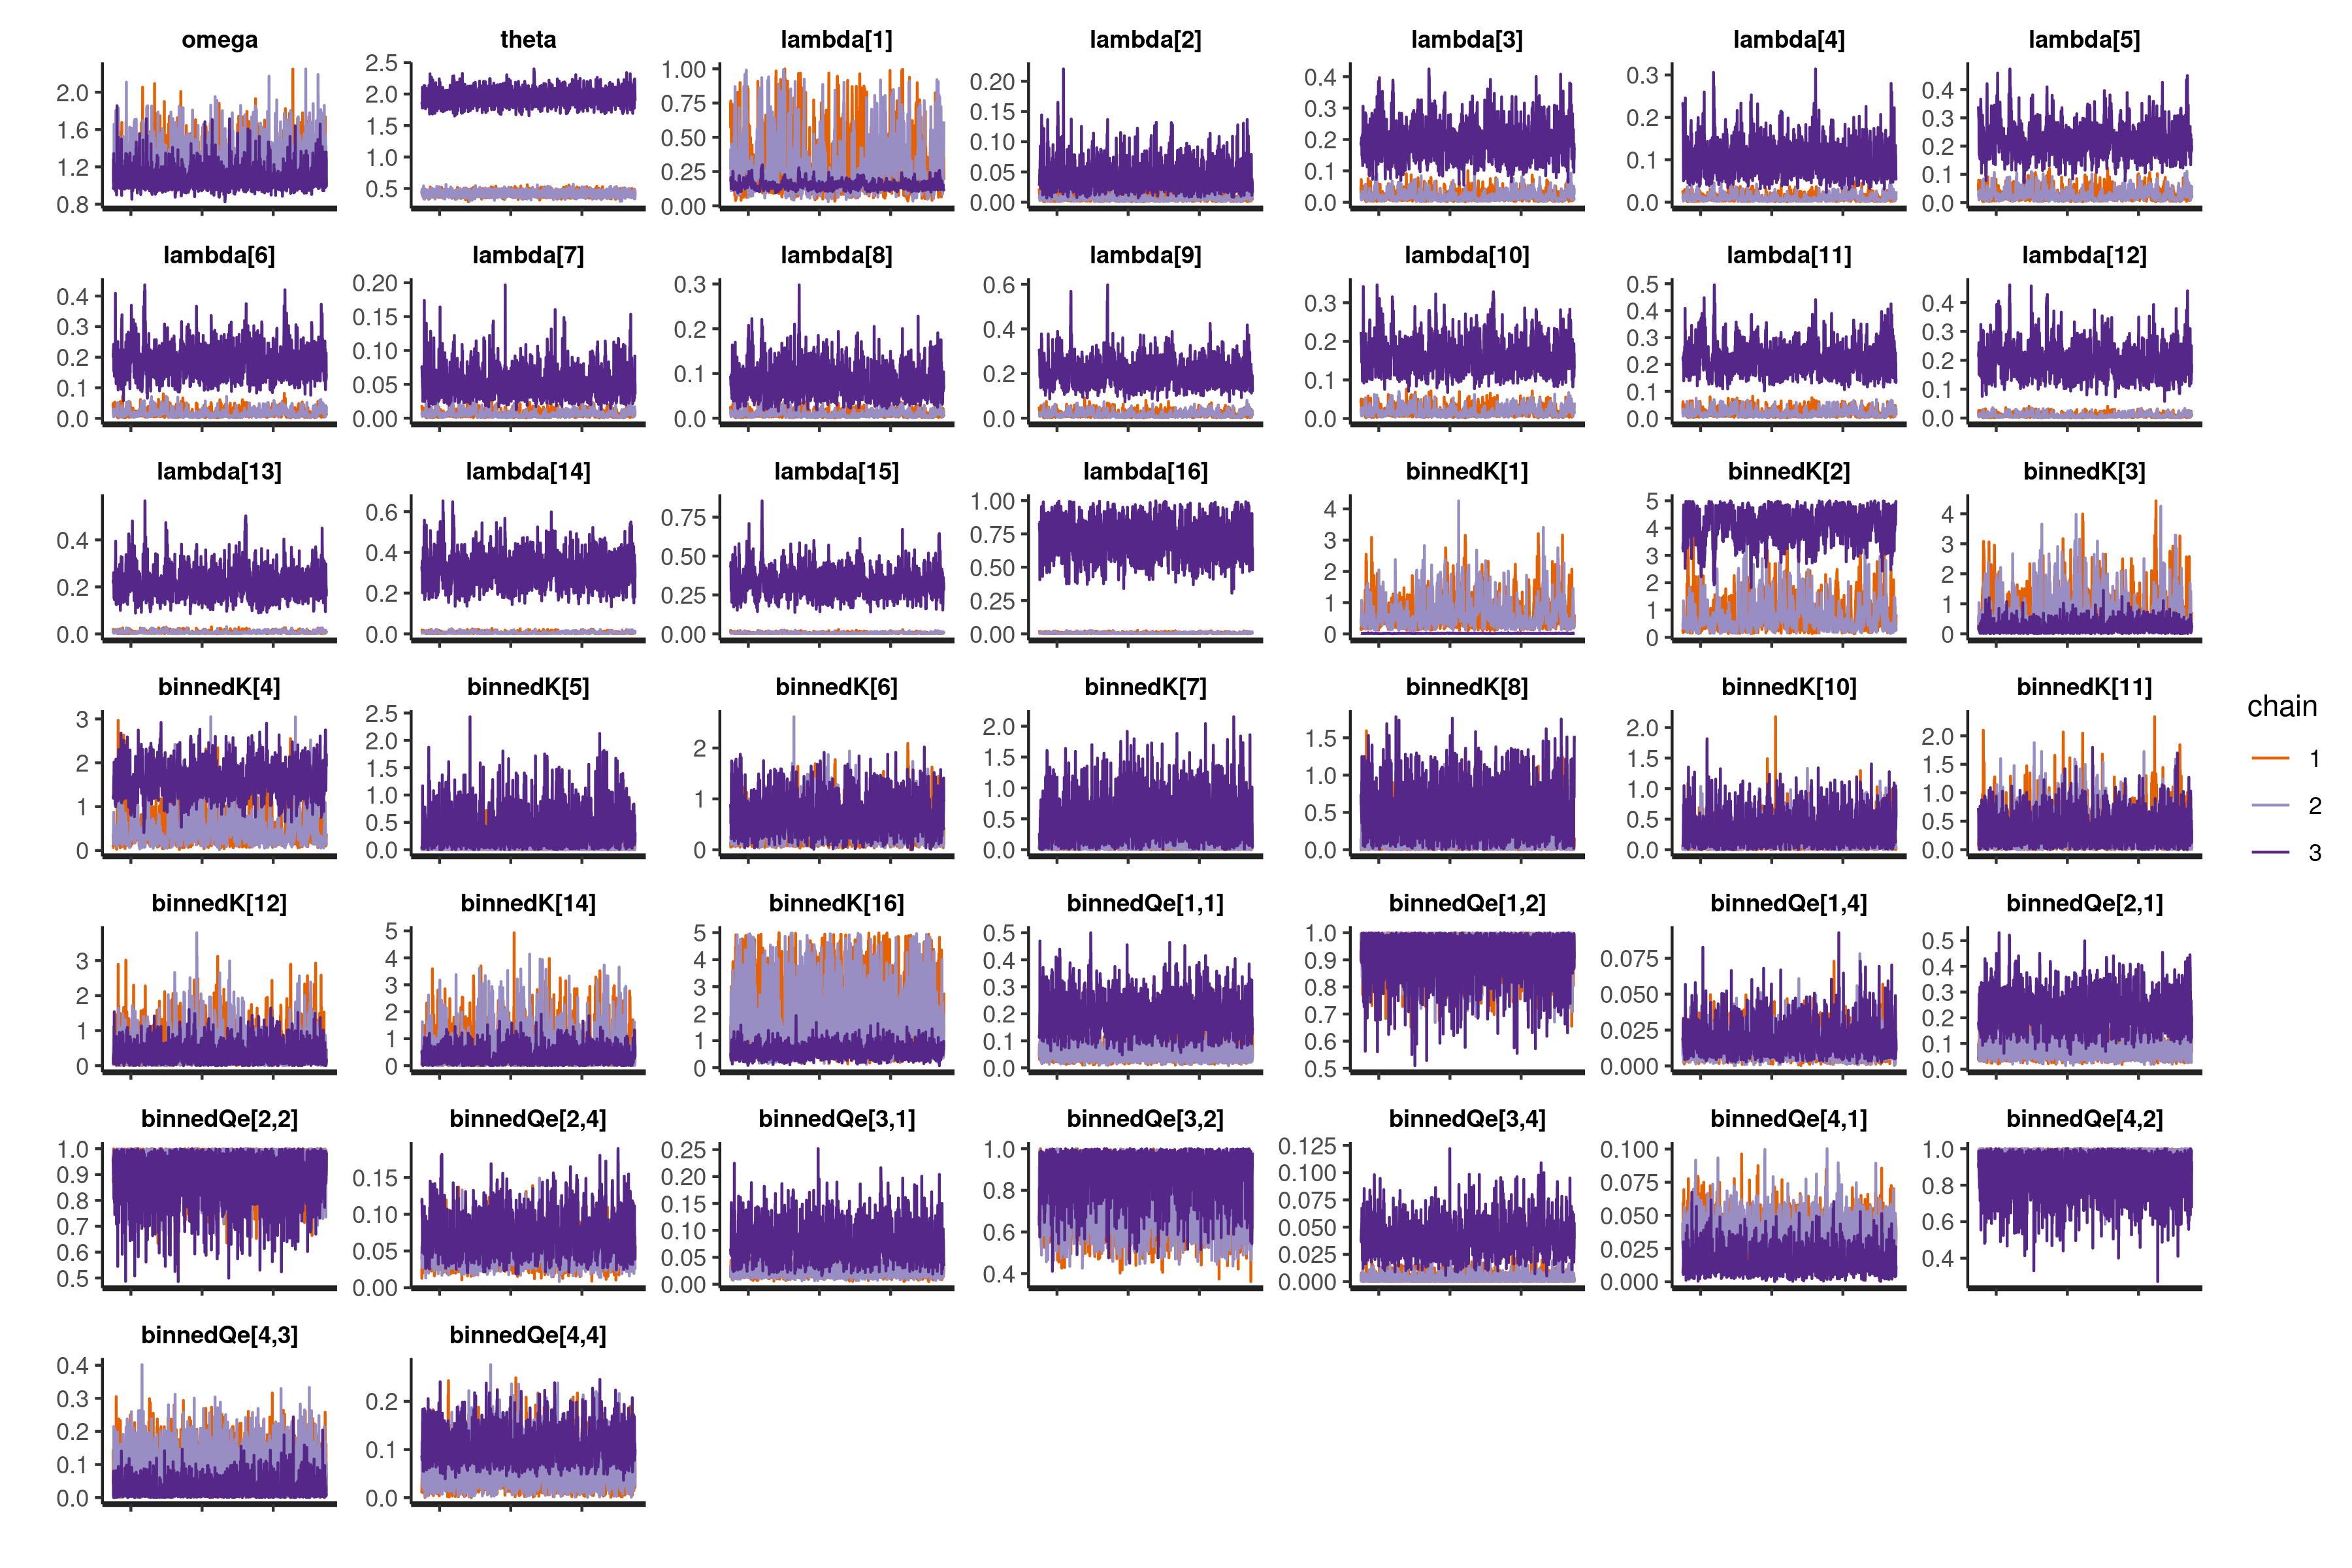 omega theta lambda[1] lambda[2] lambda[3] lambda[4] lambda[5]
2.0 1.6 1.2 0.8
2.5 2.0 1.5 1.0 0.5
1.00 0.75 0.50 0.25 0.00
0.20 0.15 0.10 0.05 0.00
0.4 0.3 0.2 0.1 0.0
0.3 0.2 0.1 0.0
0.4 0.3 0.2 0.1 0.0
lambda[6] lambda[7] lambda[8] lambda[9] lambda[10] lambda[11] lambda[12]
0.4 0.3 0.2 0.1 0.0
0.20 0.15 0.10 0.05 0.00
0.3 0.2 0.1 0.0
0.6 0.4 0.2 0.0
0.3 0.2 0.1 0.0
0.5 0.4 0.3 0.2 0.1 0.0
0.4 0.3 0.2 0.1 0.0
lambda[13] lambda[14] lambda[15] lambda[16] binnedK[1] binnedK[2] binnedK[3]
0.4 0.2 0.0
0.6 0.4 0.2 0.0
0.75 0.50 0.25 0.00
1.00 0.75 0.50 0.25 0.00
4 3 2 1 0
5 4 3 2 1 0
4 3 2 1 0
binnedK[4] binnedK[5] binnedK[6] binnedK[7] binnedK[8] binnedK[10] binnedK[11]
3 2 1 0
2.5 2.0 1.5 1.0 0.5 0.0
2 1 0
2.0 1.5 1.0 0.5 0.0
1.5 1.0 0.5 0.0
2.0 1.5 1.0 0.5 0.0
2.0 1.5 1.0 0.5 0.0
chain
1
2
3
binnedK[12] binnedK[14] binnedK[16] binnedQe[1,1] binnedQe[1,2] binnedQe[1,4] binnedQe[2,1]
3 2 1 0
5 4 3 2 1 0
5 4 3 2 1 0
0.5 0.4 0.3 0.2 0.1 0.0
1.0 0.9 0.8 0.7 0.6 0.5
0.075 0.050 0.025 0.000
0.5 0.4 0.3 0.2 0.1 0.0
binnedQe[2,2] binnedQe[2,4] binnedQe[3,1] binnedQe[3,2] binnedQe[3,4] binnedQe[4,1] binnedQe[4,2]
1.0 0.9 0.8 0.7 0.6 0.5
0.15 0.10 0.05 0.00
0.25 0.20 0.15 0.10 0.05 0.00
1.0 0.8 0.6 0.4
0.125 0.100 0.075 0.050 0.025 0.000
0.100 0.075 0.050 0.025 0.000
1.0 0.8 0.6 0.4
binnedQe[4,3] binnedQe[4,4]
0.4 0.3 0.2 0.1 0.0
0.2 0.1 0.0